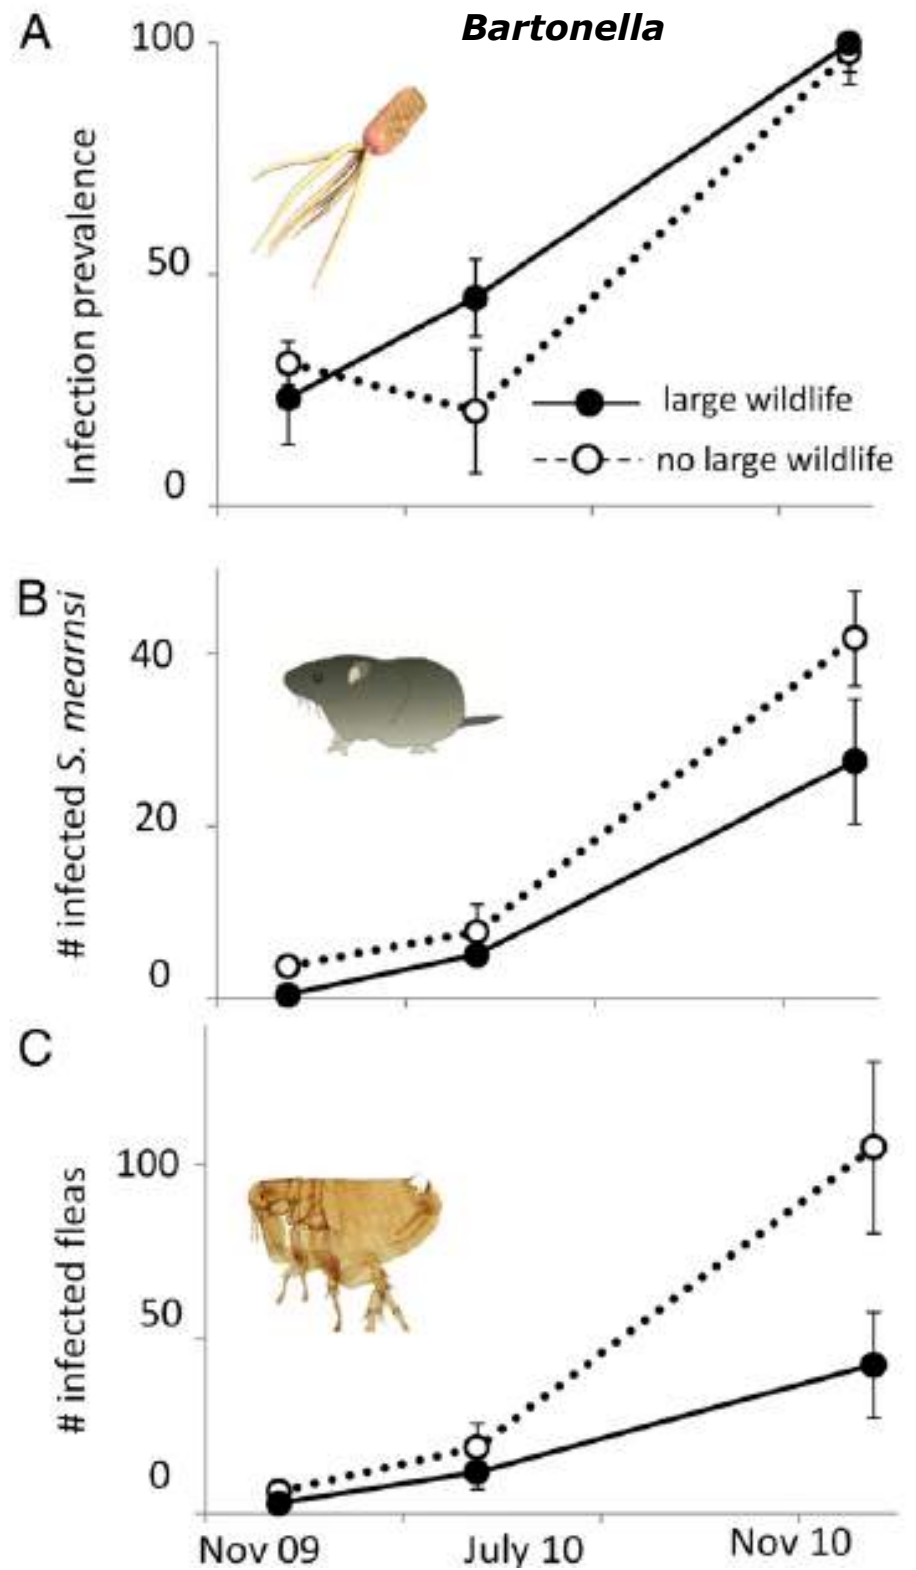 A
Bartonella
100
50
0
Infection prevalence
large wildlife
no large wildlife
B
40
20
0
# infected S. mearnsi
C
100
50
0
# infected fleas
Nov 09
July 10
Nov 10